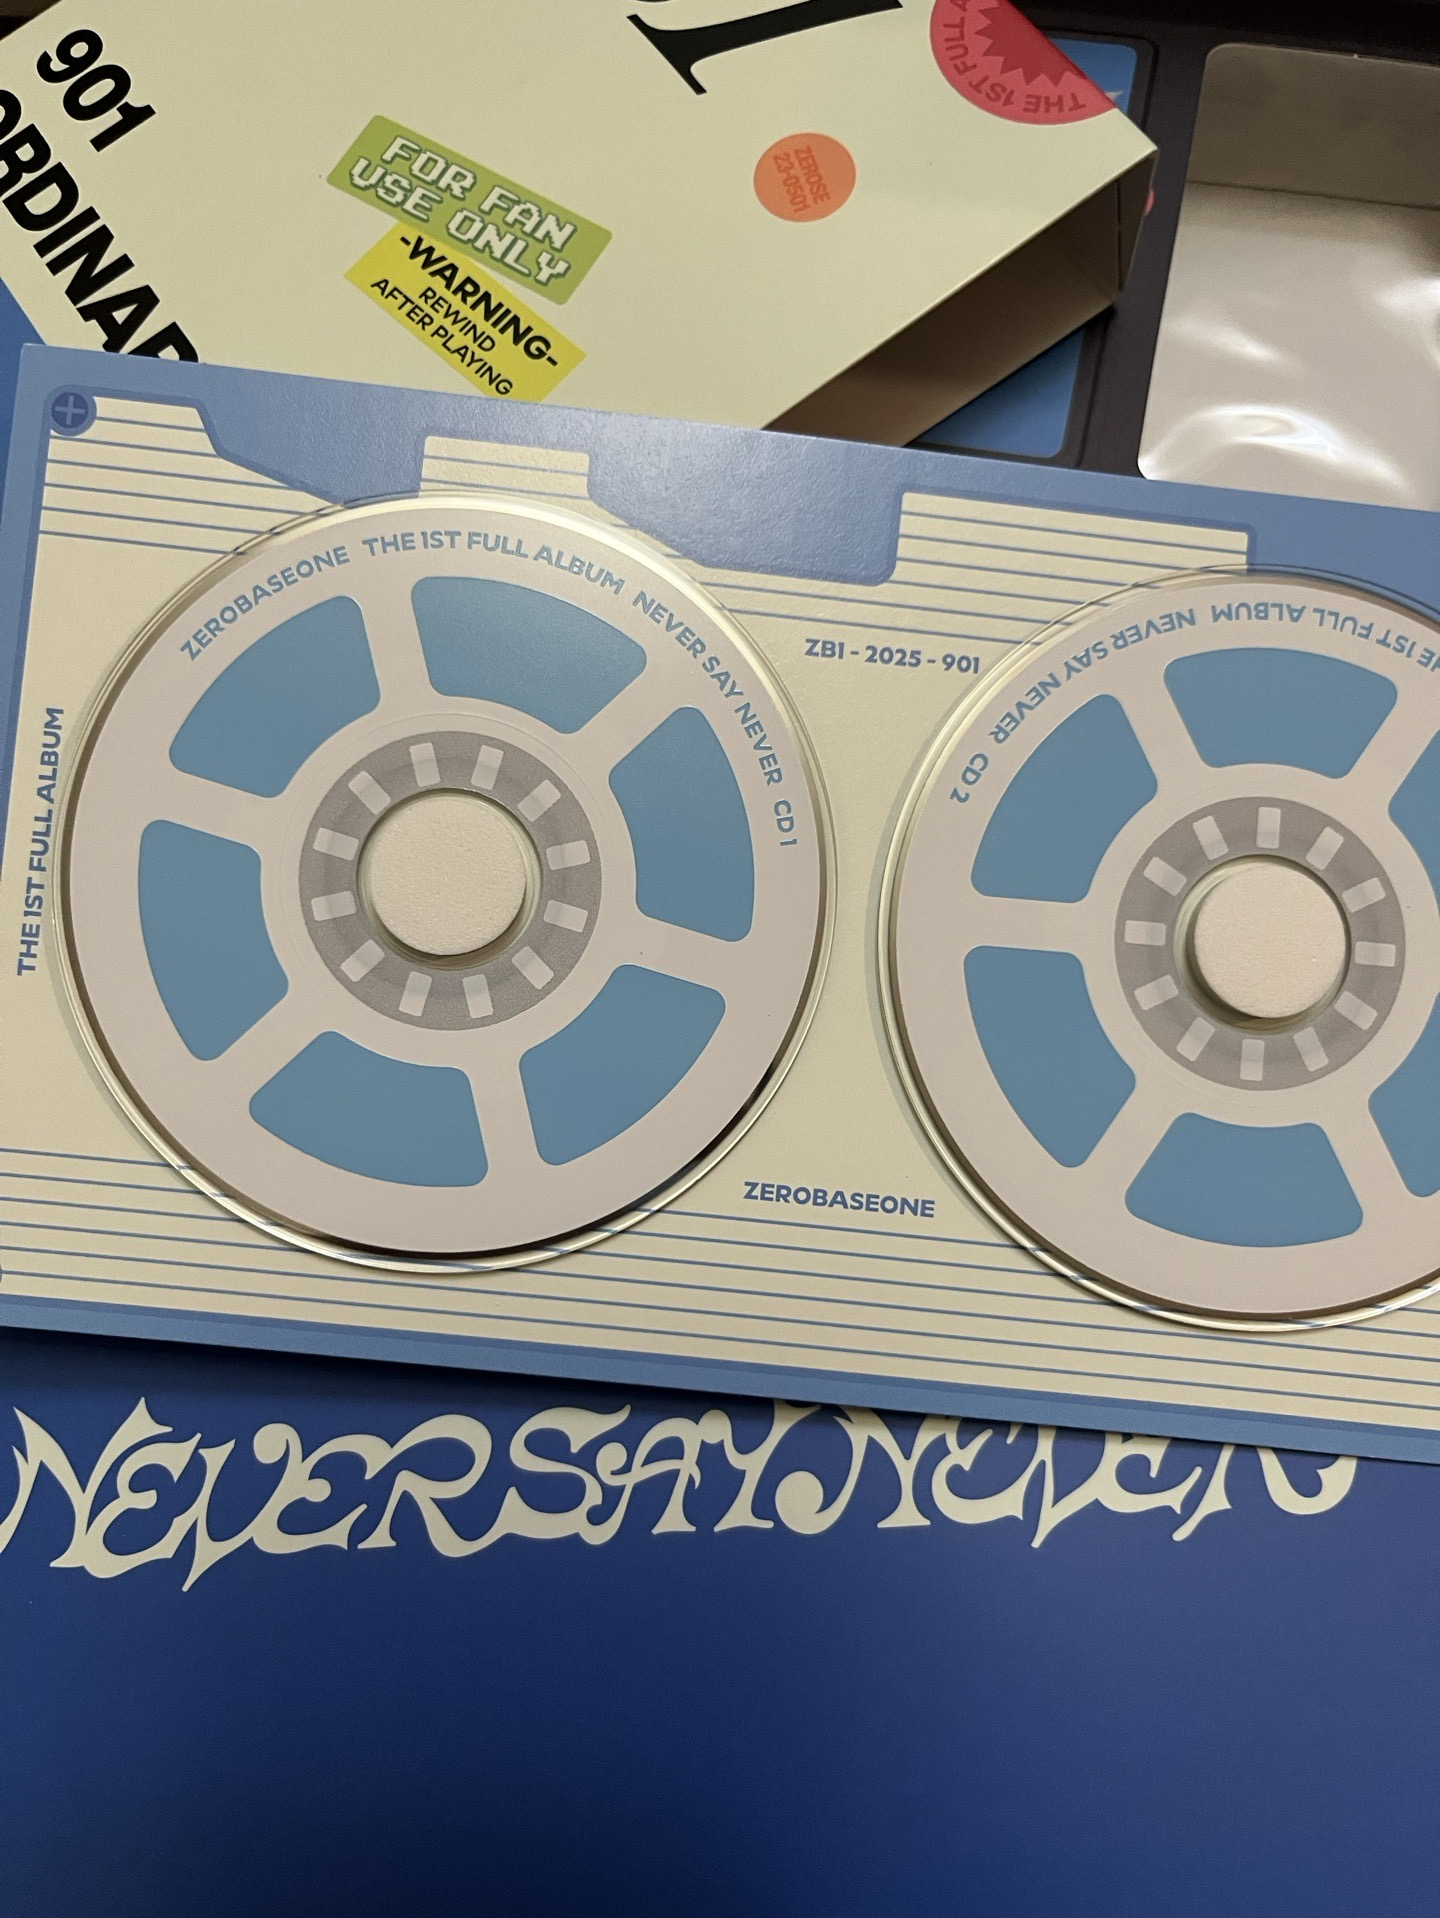 901
THE 1ST FULL
ZEROSE
23-0501
FOR FAN
USE ONLY
-WARNING-
REWIND
AFTER PLAYING
ZEROBASEONE THE 1ST FULL ALBUM NEVER SAY NEVER CD 1
THE 1ST FULL ALBUM
ZB1 - 2025 - 901
1ST FULL ALBUM NEVER SAY NEVER CD 2
ZEROBASEONE
NEVER SAY NEVER